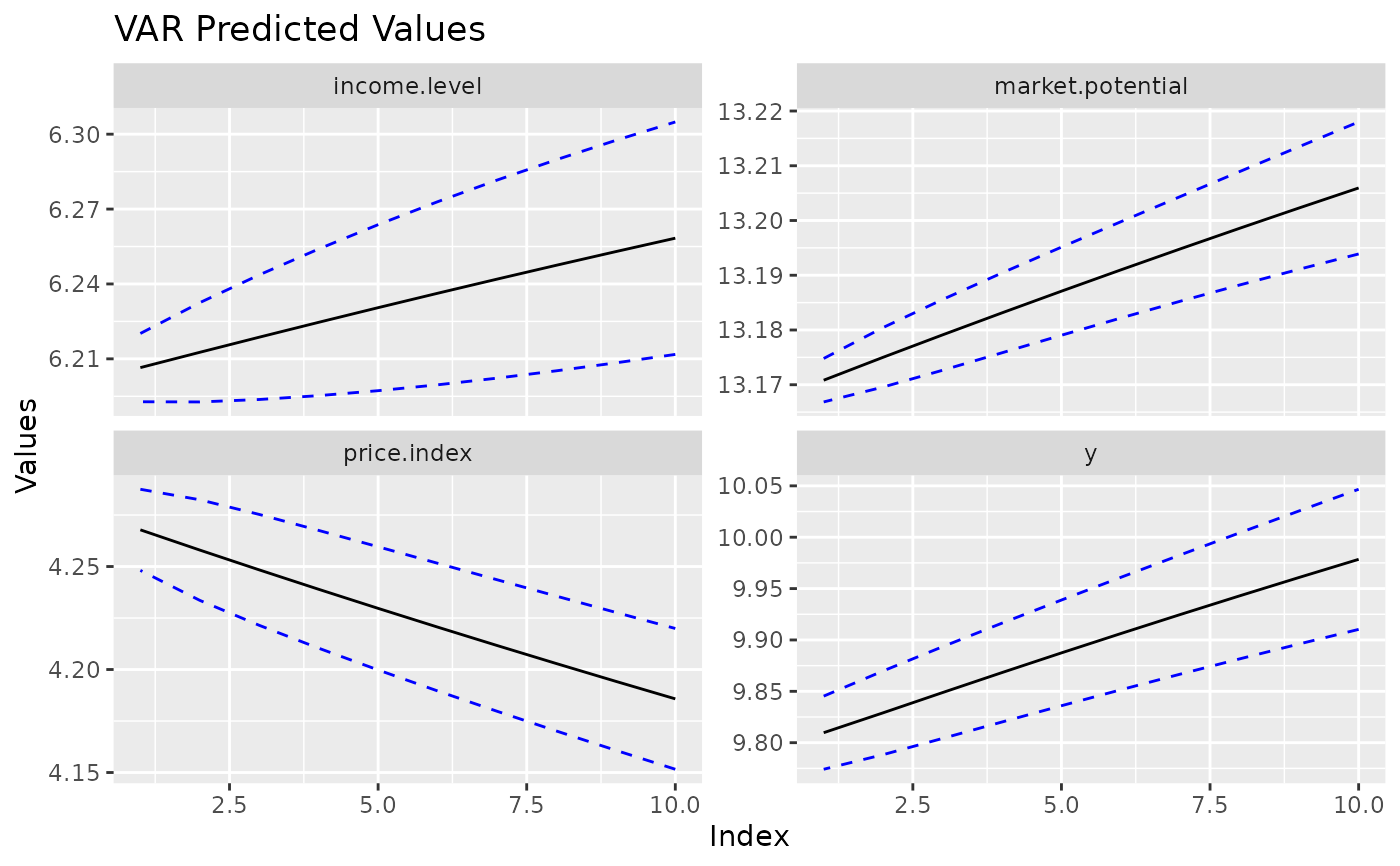 VAR Predicted Values
income.level
market.potential
6.30
6.27
6.24
6.21
13.22
13.21
13.20
13.19
13.18
13.17
Values
price.index
y
4.25
4.20
4.15
10.05
10.00
9.95
9.90
9.85
9.80
2.5 5.0 7.5 10.0
2.5 5.0 7.5 10.0
Index